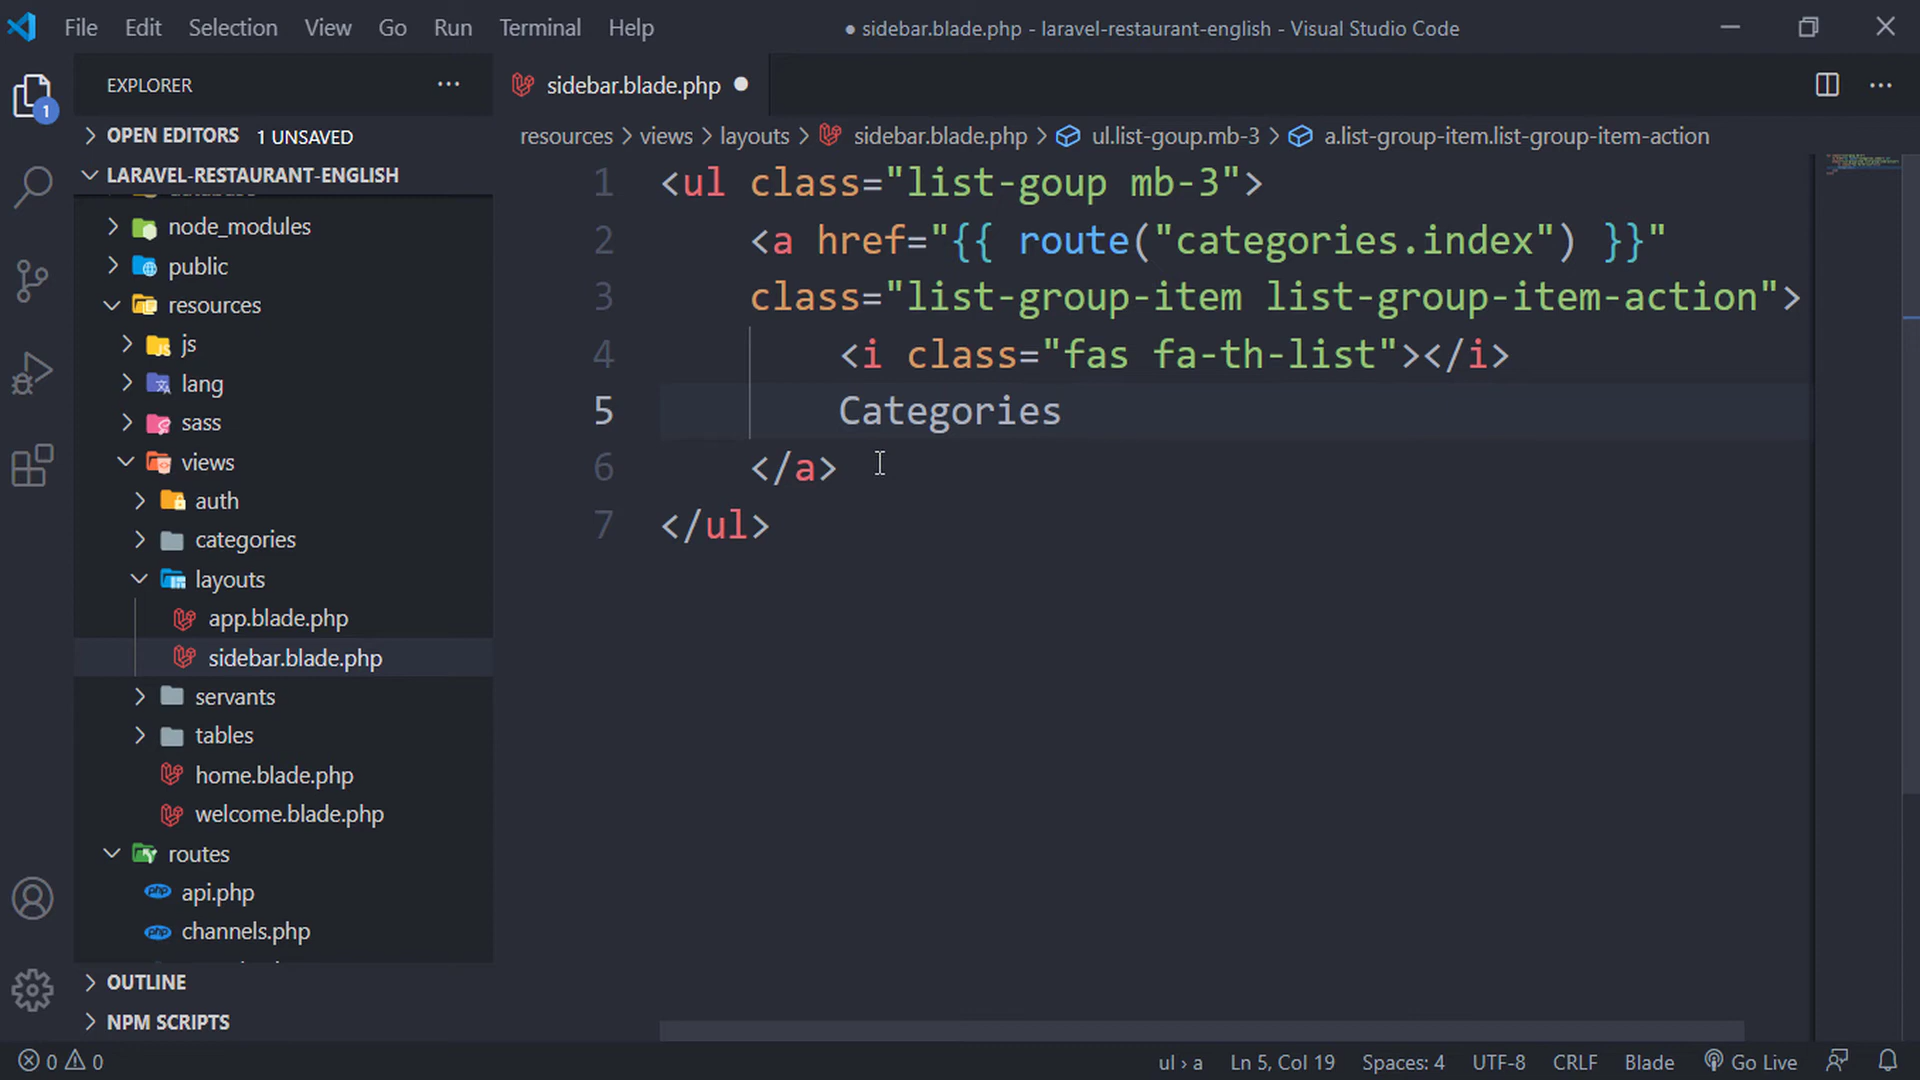 File Edit Selection View Go Run Terminal Help
● sidebar.blade.php - laravel-restaurant-english - Visual Studio Code
1
EXPLORER
sidebar.blade.php
OPEN EDITORS 1 UNSAVED
LARAVEL-RESTAURANT-ENGLISH
node_modules
public
resources
js
lang
sass
views
auth
categories
layouts
app.blade.php
sidebar.blade.php
servants
tables
home.blade.php
welcome.blade.php
routes
api.php
channels.php
OUTLINE
NPM SCRIPTS
resources > views > layouts > sidebar.blade.php > ul.list-goup.mb-3 > a.list-group-item.list-group-item-action
1 <ul class="list-goup mb-3">
2 <a href="{{ route("categories.index") }}"
3 class="list-group-item list-group-item-action">
4 <i class="fas fa-th-list"></i>
5 Categories
6 </a>
7 </ul>
0 0
ul › a Ln 5, Col 19 Spaces: 4 UTF-8 CRLF Blade Go Live